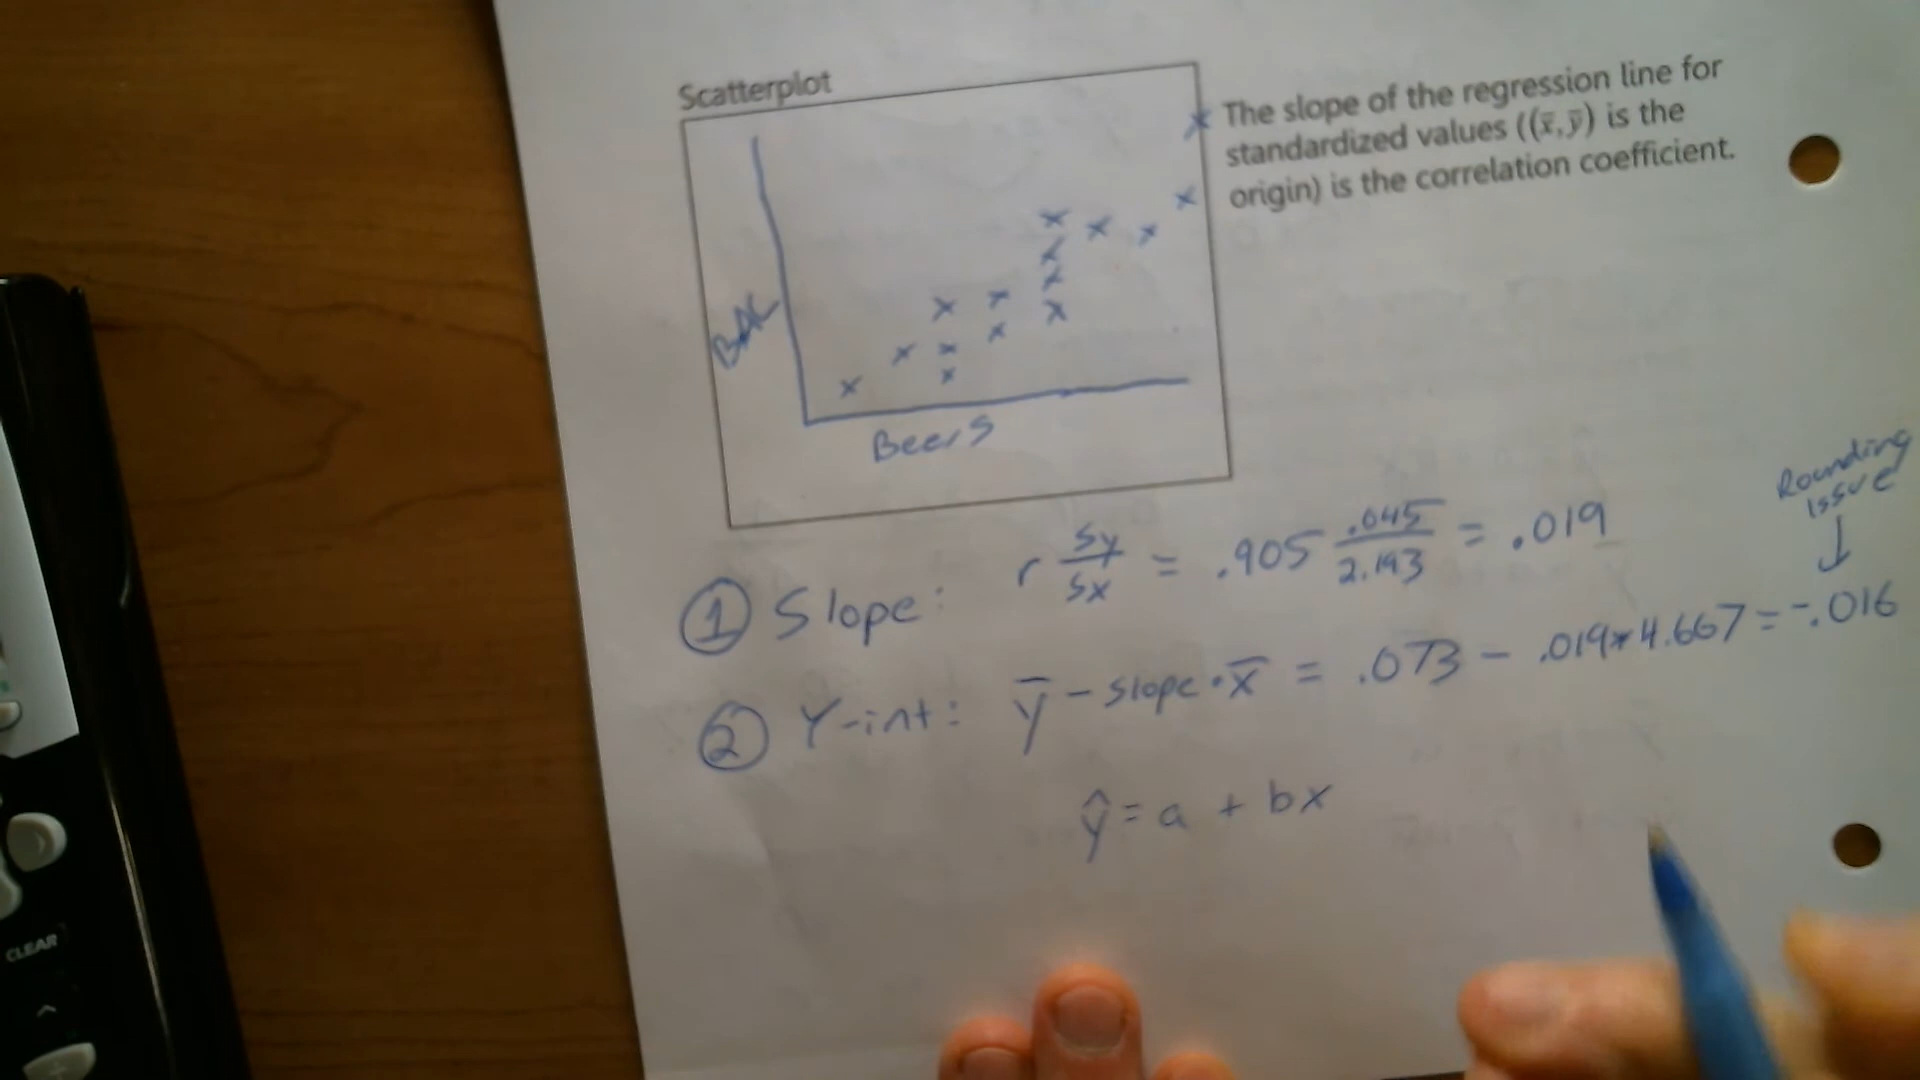 Scatterplot
The slope of the regression line for
standardized values ((x̄,ȳ) is the
origin) is the correlation coefficient.
BAC
Beers
Rounding
issue
① Slope: r sy/sx = .905 .045/2.193 = .019
② Y-int: ȳ - slope · x̄ = .073 - .019*4.667 = -.016
ŷ = a + bx
CLEAR